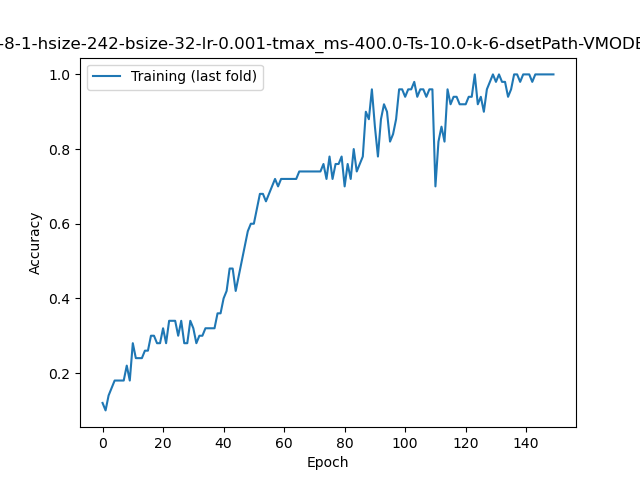 -8-1-hsize-242-bsize-32-lr-0.001-tmax_ms-400.0-Ts-10.0-k-6-dsetPath-VMODE
Training (last fold)
Accuracy
1.0
0.8
0.6
0.4
0.2
0 20 40 60 80 100 120 140
Epoch